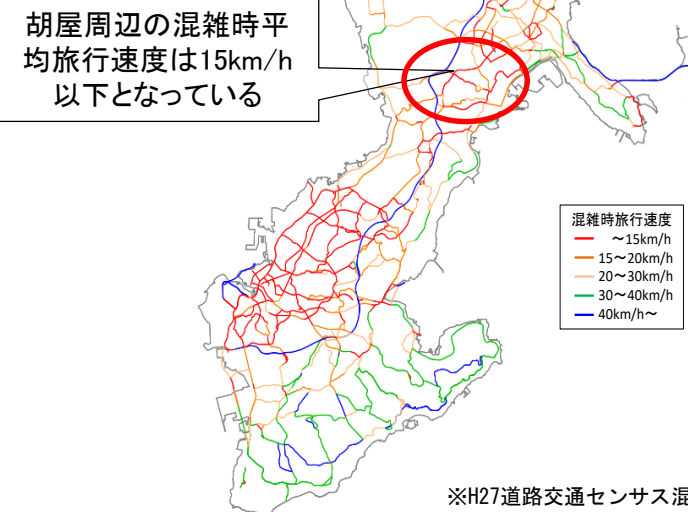 胡屋周辺の混雑時平
均旅行速度は15km/h
以下となっている
混雑時旅行速度
～15km/h
15～20km/h
20～30km/h
30～40km/h
40km/h～
※H27道路交通センサス混